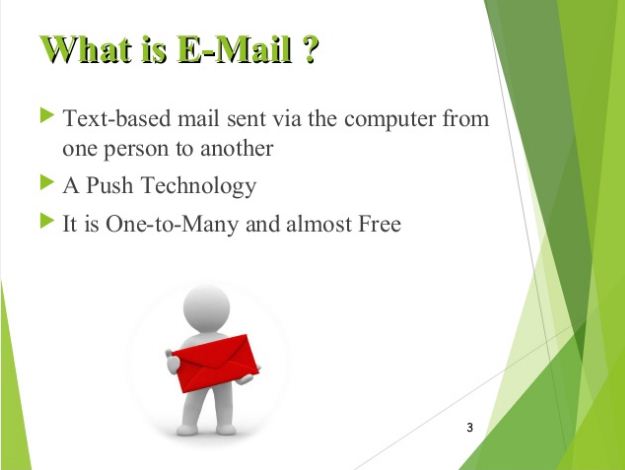 What is E-Mail ?
Text-based mail sent via the computer from
one person to another
A Push Technology
It is One-to-Many and almost Free
3